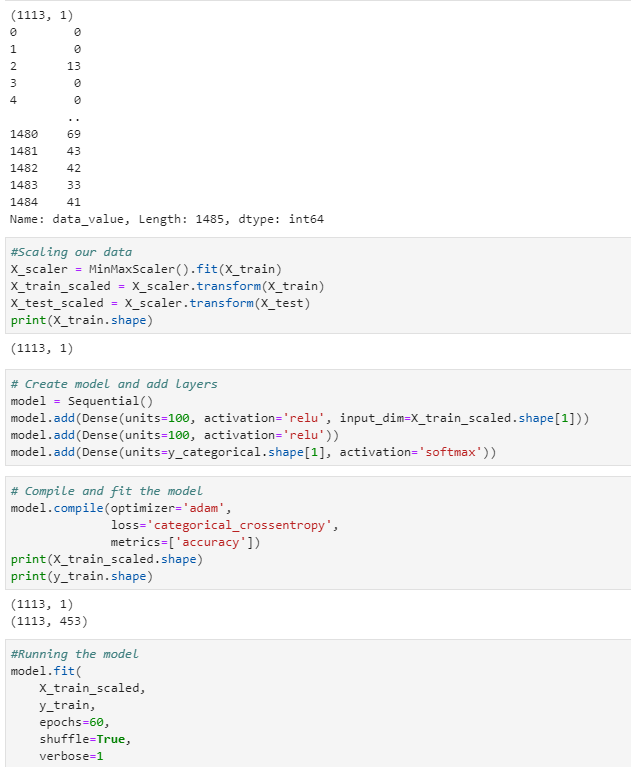 (1113, 1)
0        0
1        0
2       13
3        0
4        0
        ..
1480    69
1481    43
1482    42
1483    33
1484    41
Name: data_value, Length: 1485, dtype: int64
#Scaling our data
X_scaler = MinMaxScaler().fit(X_train)
X_train_scaled = X_scaler.transform(X_train)
X_test_scaled = X_scaler.transform(X_test)
print(X_train.shape)
(1113, 1)
# Create model and add layers
model = Sequential()
model.add(Dense(units=100, activation='relu', input_dim=X_train_scaled.shape[1]))
model.add(Dense(units=100, activation='relu'))
model.add(Dense(units=y_categorical.shape[1], activation='softmax'))
# Compile and fit the model
model.compile(optimizer='adam',
              loss='categorical_crossentropy',
              metrics=['accuracy'])
print(X_train_scaled.shape)
print(y_train.shape)
(1113, 1)
(1113, 453)
#Running the model
model.fit(
    X_train_scaled,
    y_train,
    epochs=60,
    shuffle=True,
    verbose=1